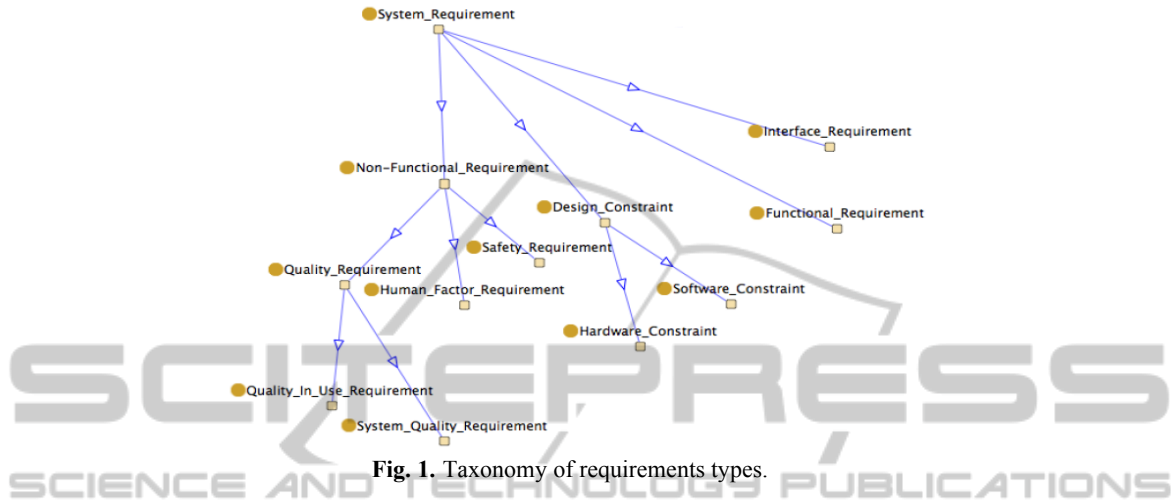 System_Requirement
Interface_Requirement
Non-Functional_Requirement
Design_Constraint
Functional_Requirement
Safety_Requirement
Quality_Requirement
Human_Factor_Requirement
Software_Constraint
Hardware_Constraint
Quality_In_Use_Requirement
System_Quality_Requirement
SCITEPRESS
Fig. 1. Taxonomy of requirements types.
SCIENCE AND TECHNOLOGY PUBLICATIONS